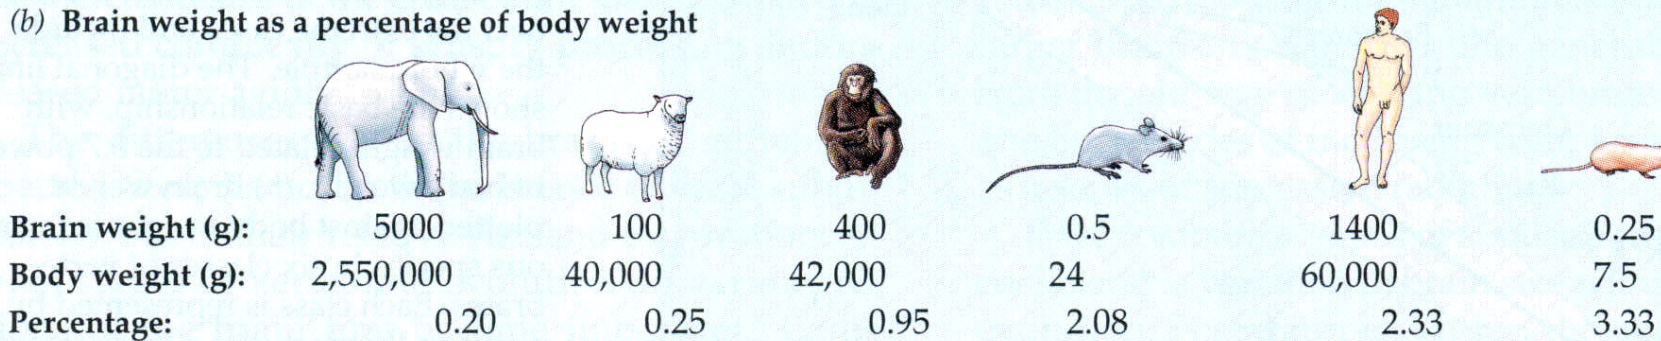 (b) Brain weight as a percentage of body weight
Brain weight (g): 5000 100 400 0.5 1400 0.25
Body weight (g): 2,550,000 40,000 42,000 24 60,000 7.5
Percentage: 0.20 0.25 0.95 2.08 2.33 3.33